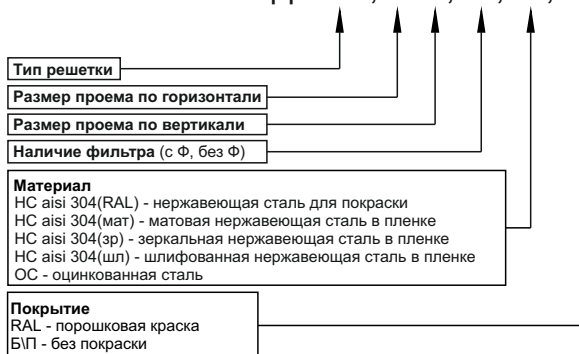 Тип решетки
Размер проема по горизонтали
Размер проема по вертикали
Наличие фильтра (с Ф, без Ф)
Материал
НС aisi 304(RAL) - нержавеющая сталь для покраски
НС aisi 304(мат) - матовая нержавеющая сталь в пленке
НС aisi 304(зр) - зеркальная нержавеющая сталь в пленке
НС aisi 304(шл) - шлифованная нержавеющая сталь в пленке
ОС - оцинкованная сталь
Покрытие
RAL - порошковая краска
Б\П - без покраски